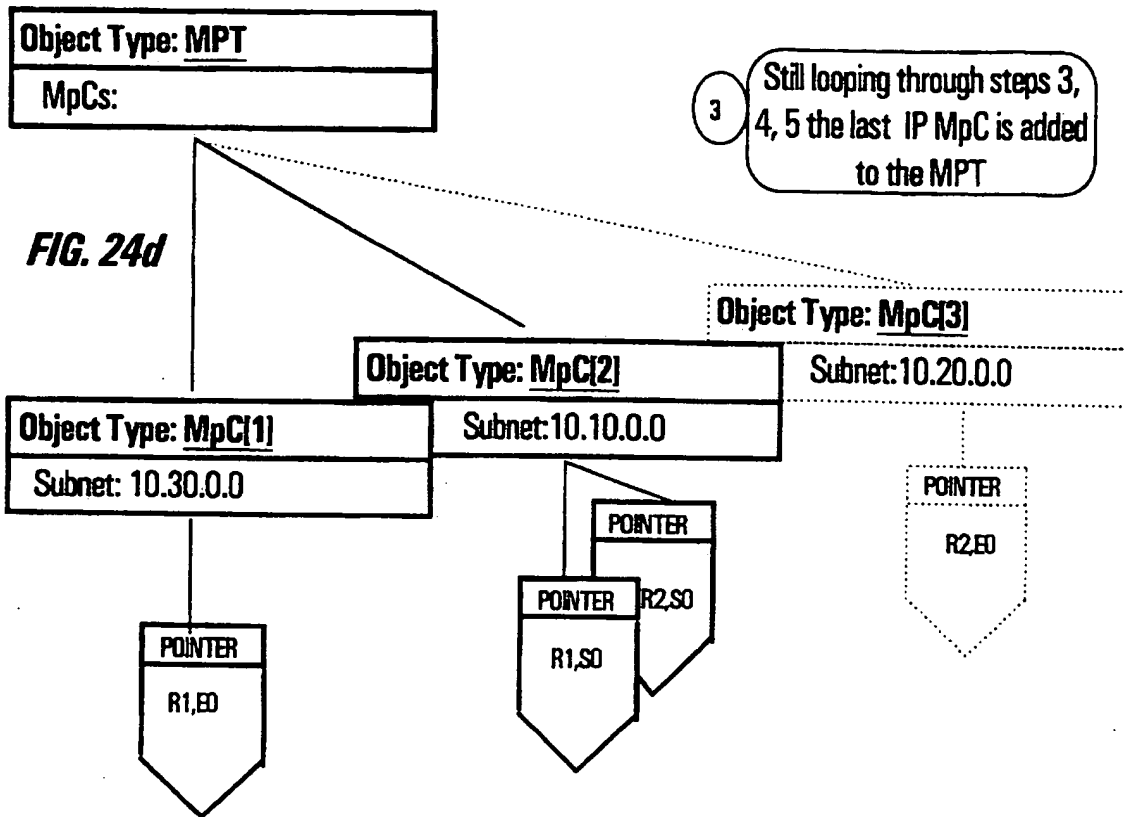 Object Type: MPT
MpCs:
3
Still looping through steps 3,
4, 5 the last IP MpC is added
to the MPT
FIG. 24d
Object Type: MpC[3]
Subnet:10.20.0.0
Object Type: MpC[2]
Subnet:10.10.0.0
Object Type: MpC[1]
Subnet: 10.30.0.0
POINTER
R2,E0
POINTER
R2,S0
POINTER
R1,S0
POINTER
R1,E0